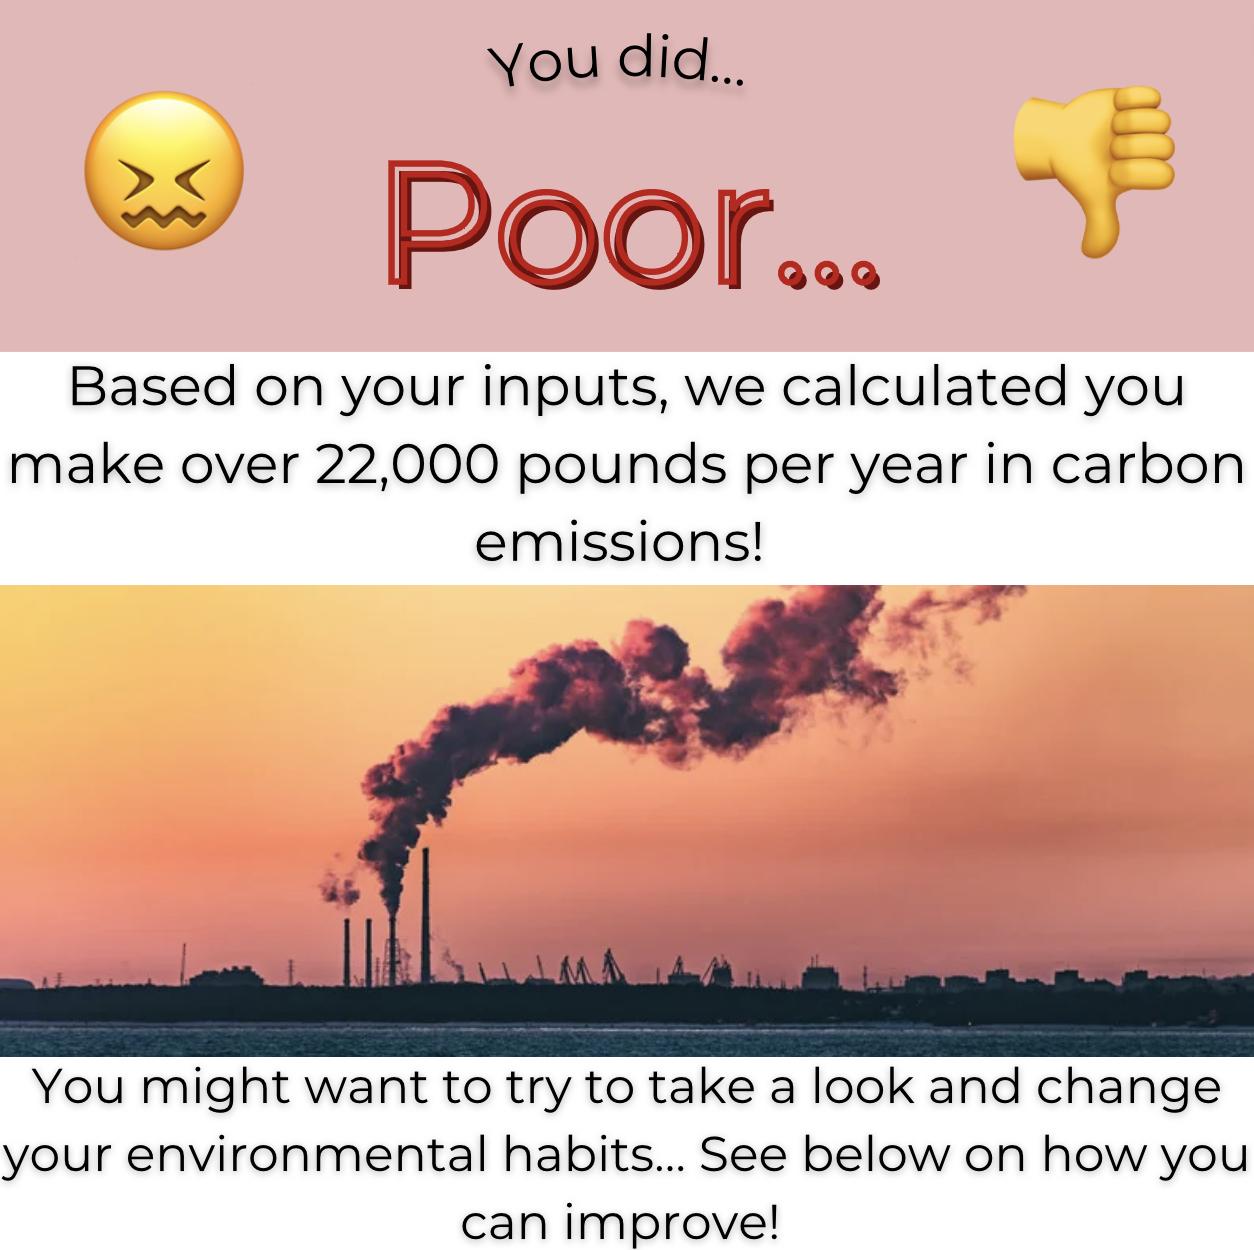 You did...
Poor...
Based on your inputs, we calculated you
make over 22,000 pounds per year in carbon
emissions!
You might want to try to take a look and change
your environmental habits... See below on how you
can improve!